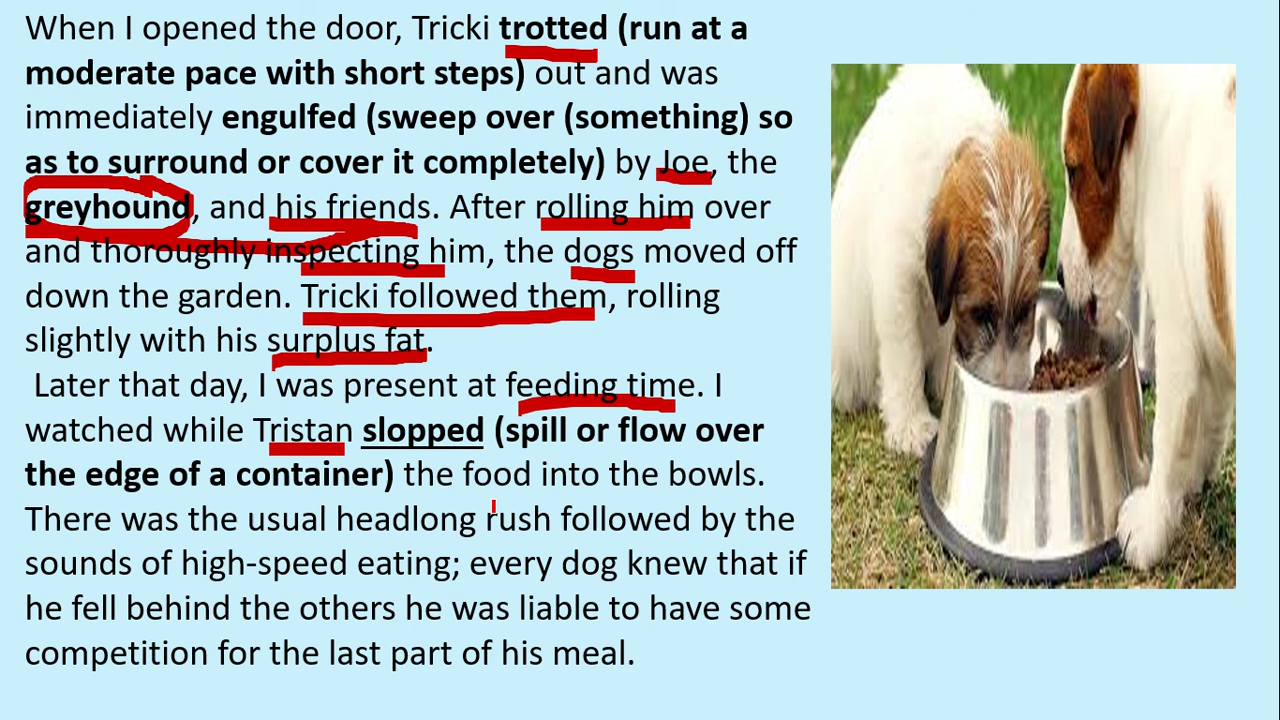 When I opened the door, Tricki trotted (run at a
moderate pace with short steps) out and was
immediately engulfed (sweep over (something) so
as to surround or cover it completely) by Joe, the
greyhound, and his friends. After rolling him over
and thoroughly inspecting him, the dogs moved off
down the garden. Tricki followed them, rolling
slightly with his surplus fat.
Later that day, I was present at feeding time. I
watched while Tristan slopped (spill or flow over
the edge of a container) the food into the bowls.
There was the usual headlong rush followed by the
sounds of high-speed eating; every dog knew that if
he fell behind the others he was liable to have some
competition for the last part of his meal.